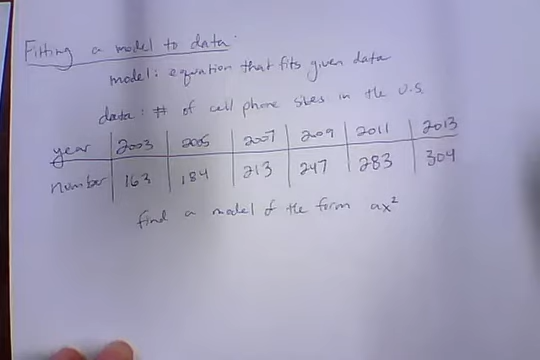 Fitting a model to data.
model: equation that fits given data
data: # of cell phone sites in the U.S.
year 2003 2005 2007 2009 2011 2013
number 163 184 213 247 283 304
find a model of the form ax²